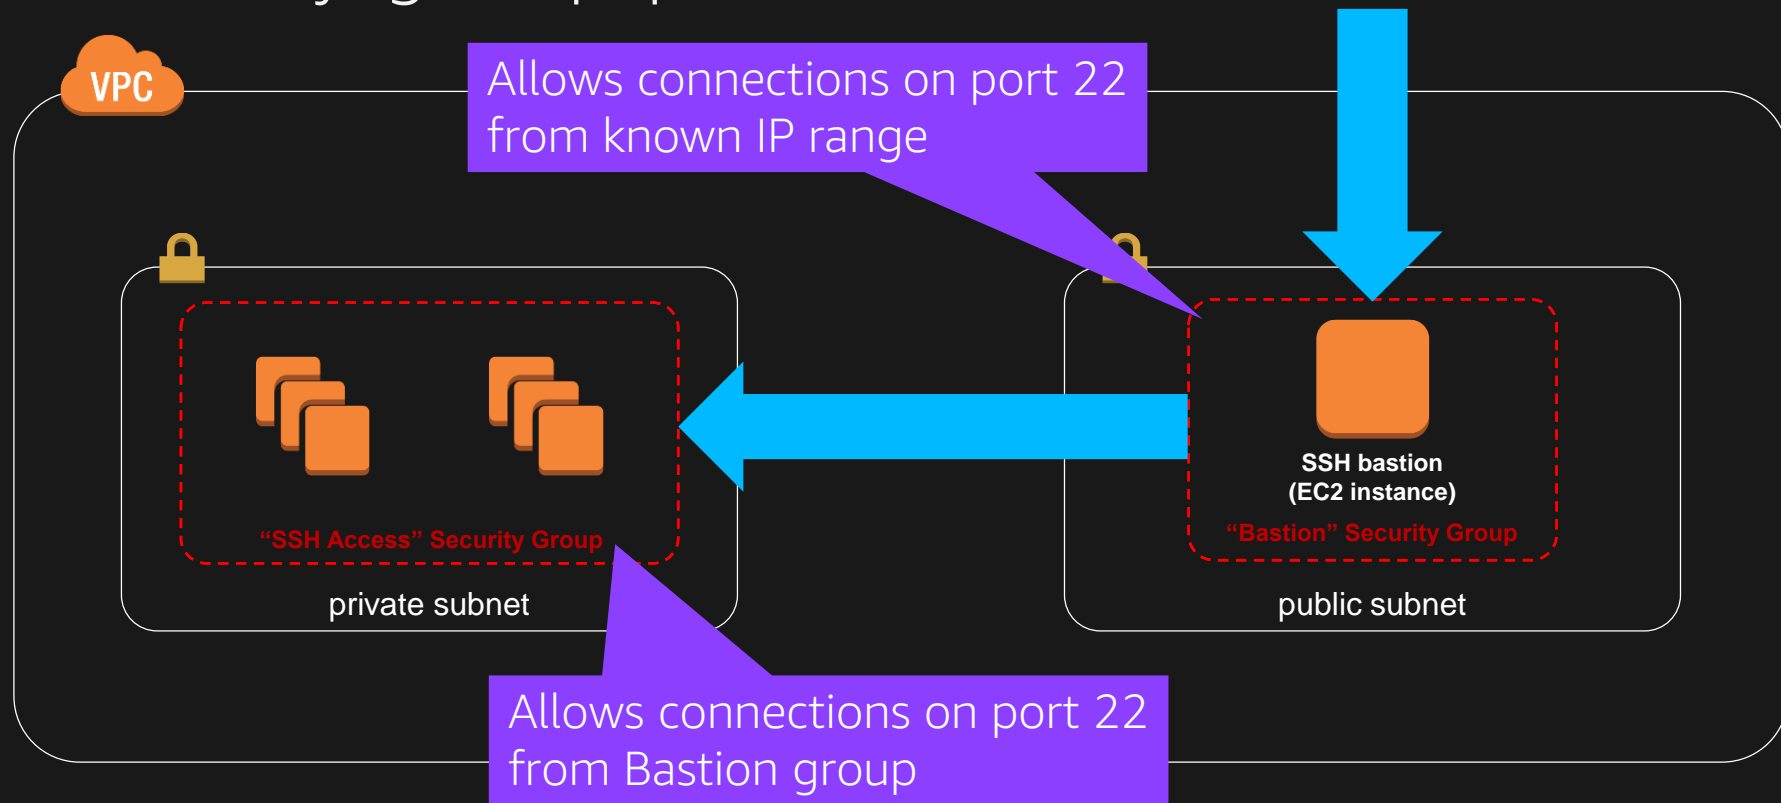 VPC
Allows connections on port 22
from known IP range
SSH bastion
(EC2 instance)
“SSH Access” Security Group
“Bastion” Security Group
private subnet
public subnet
Allows connections on port 22
from Bastion group